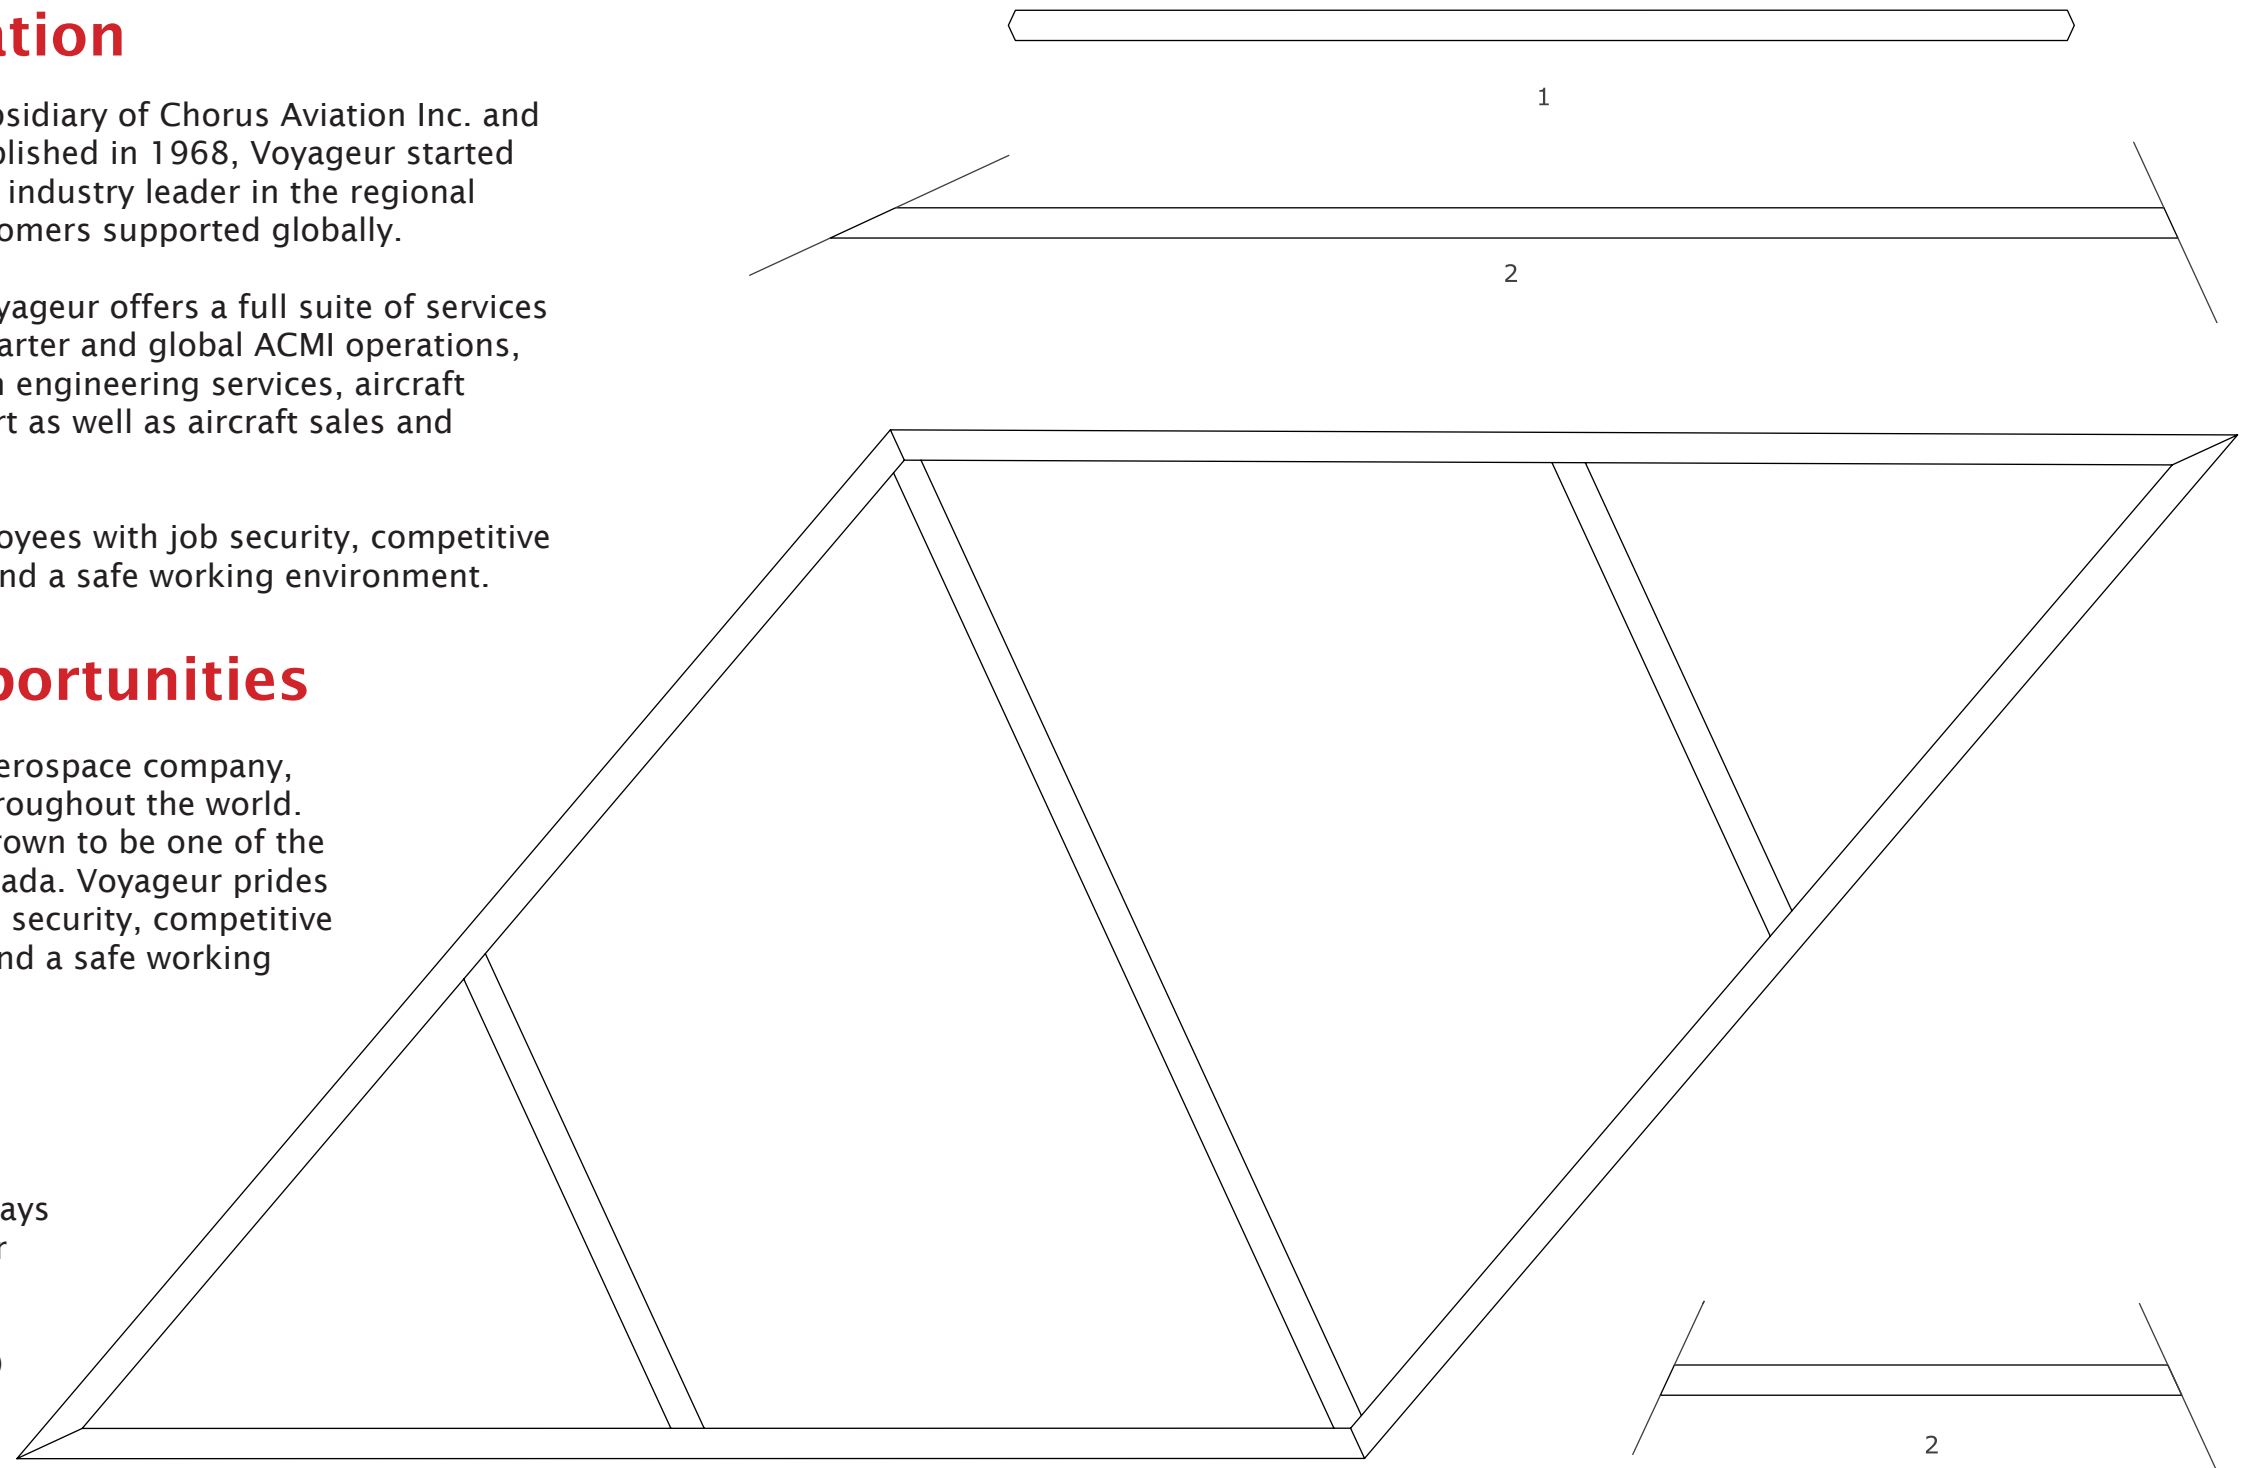 ation
bsidiary of Chorus Aviation Inc. and
blished in 1968, Voyageur started
industry leader in the regional
tomers supported globally.
yageur offers a full suite of services
arter and global ACMI operations,
n engineering services, aircraft
rt as well as aircraft sales and
oyees with job security, competitive
nd a safe working environment.
portunities
erospace company,
roughout the world.
rown to be one of the
ada. Voyageur prides
security, competitive
nd a safe working
ays
r
1
2
2